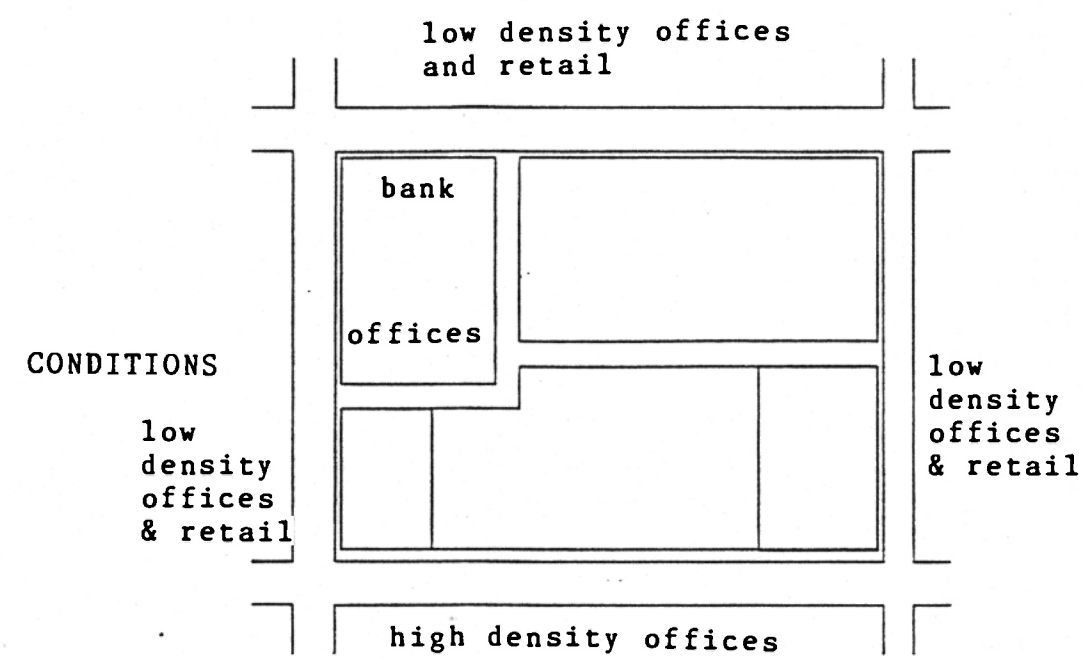 low density offices
and retail
bank
offices
CONDITIONS
low
density
offices
& retail
low
density
offices
& retail
high density offices